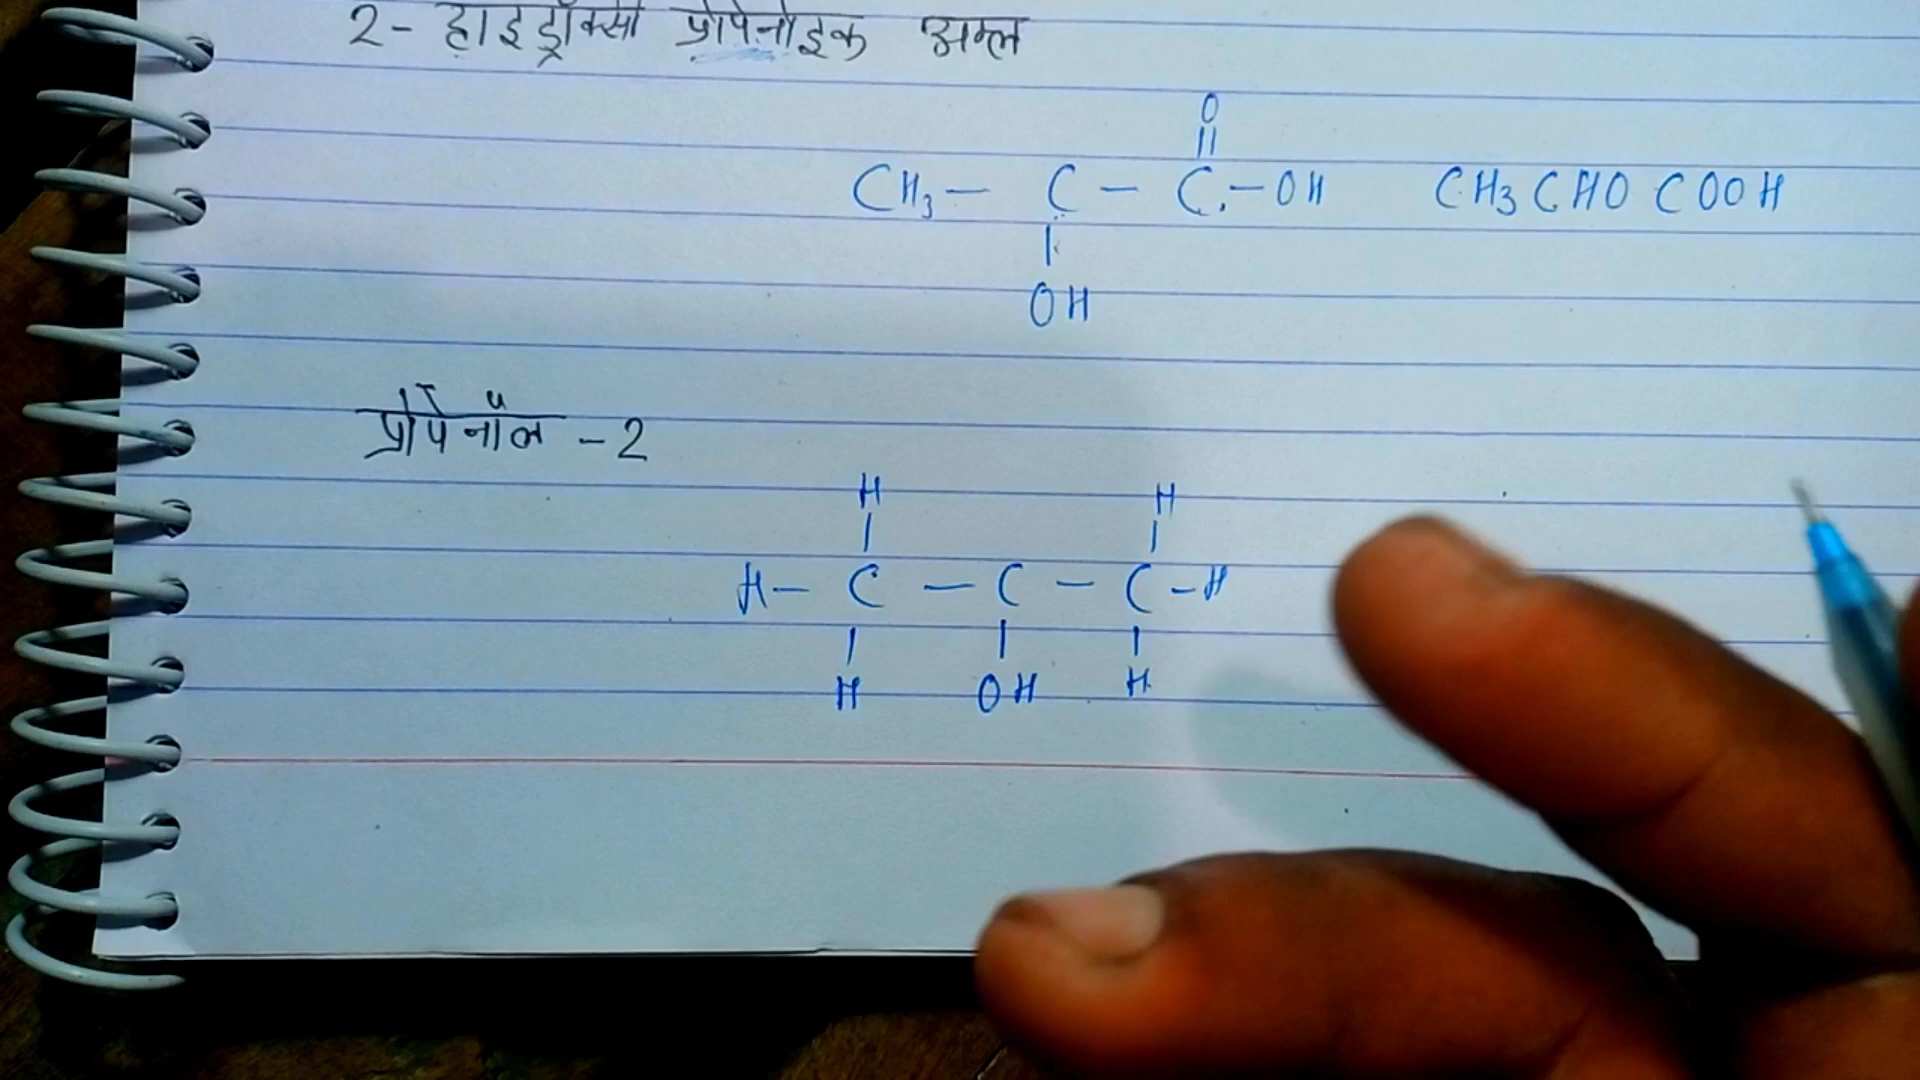 2- हाइड्रॉक्सी प्रोपेनोइक अम्ल
O
||
CH3 — C — C — OH CH3 CHO COOH
|
OH
प्रोपेनॉल - 2
H H
| |
H — C — C — C — H
| | |
H OH H